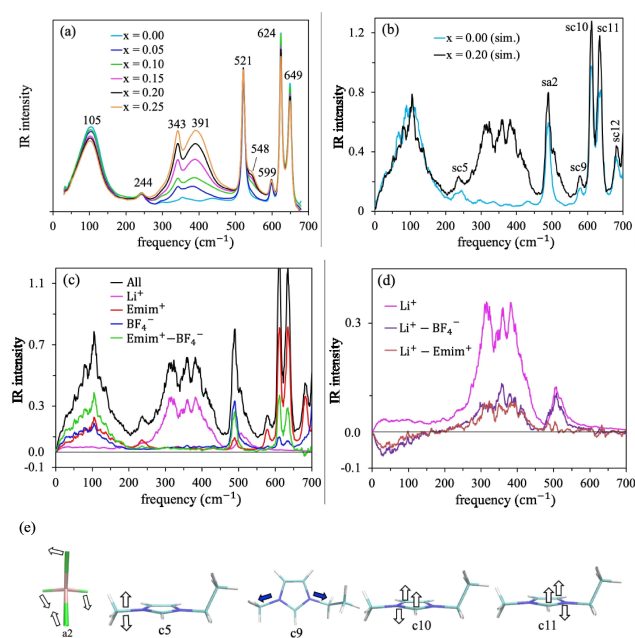 (a)
x = 0.00
x = 0.05
x = 0.10
x = 0.15
x = 0.20
x = 0.25
105
244
343
391
521
548
599
624
649
IR intensity
0 100 200 300 400 500 600 700
frequency (cm⁻¹)
(b)
x = 0.00 (sim.)
x = 0.20 (sim.)
sc5
sa2
sc9
sc10
sc11
sc12
IR intensity
1.2
0.8
0.4
0
0 100 200 300 400 500 600 700
frequency (cm⁻¹)
(c)
All
Li⁺
Emim⁺
BF₄⁻
Emim⁺−BF₄⁻
IR intensity
1.1
0.7
0.3
0.0
-0.1
0 100 200 300 400 500 600 700
frequency (cm⁻¹)
(d)
Li⁺
Li⁺ − BF₄⁻
Li⁺ − Emim⁺
IR intensity
0.3
0.0
-0.1
0 100 200 300 400 500 600 700
frequency (cm⁻¹)
(e)
a2
c5
c9
c10
c11